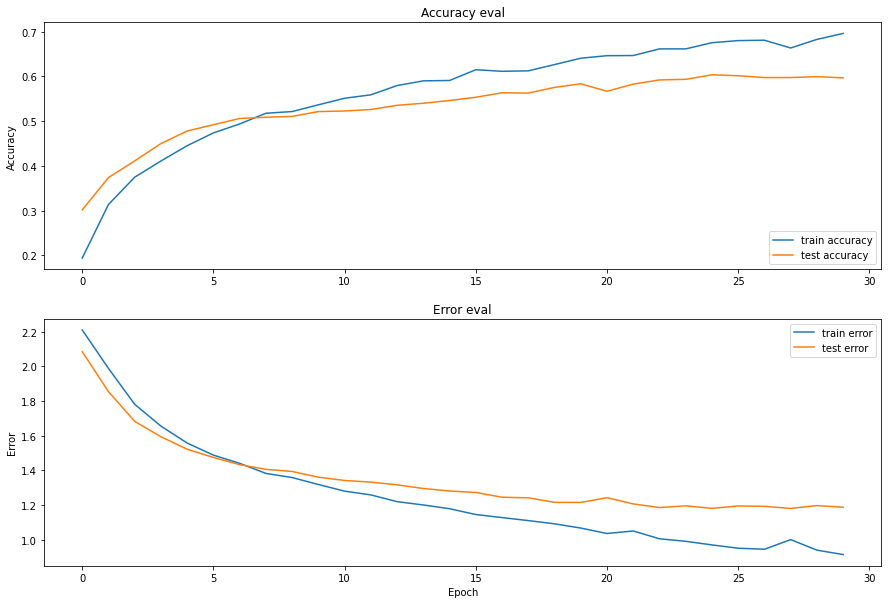 Accuracy eval
Accuracy
0.7
0.6
0.5
0.4
0.3
0.2
train accuracy
test accuracy
0 5 10 15 20 25 30
Error eval
Error
2.2
2.0
1.8
1.6
1.4
1.2
1.0
train error
test error
0 5 10 15 20 25 30
Epoch